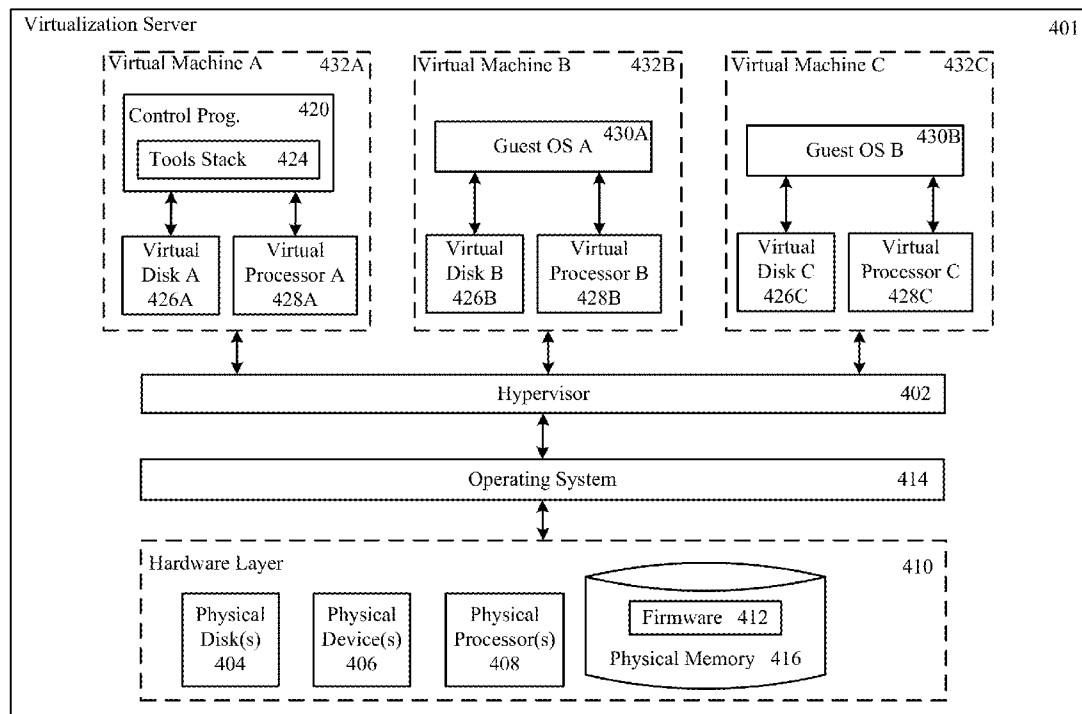 Virtualization Server 401
Virtual Machine A 432A
Control Prog. 420
Tools Stack 424
Virtual
Disk A
426A
Virtual
Processor A
428A
Virtual Machine B 432B
Guest OS A 430A
Virtual
Disk B
426B
Virtual
Processor B
428B
Virtual Machine C 432C
Guest OS B 430B
Virtual
Disk C
426C
Virtual
Processor C
428C
Hypervisor 402
Operating System 414
Hardware Layer 410
Physical
Disk(s)
404
Physical
Device(s)
406
Physical
Processor(s)
408
Firmware 412
Physical Memory 416